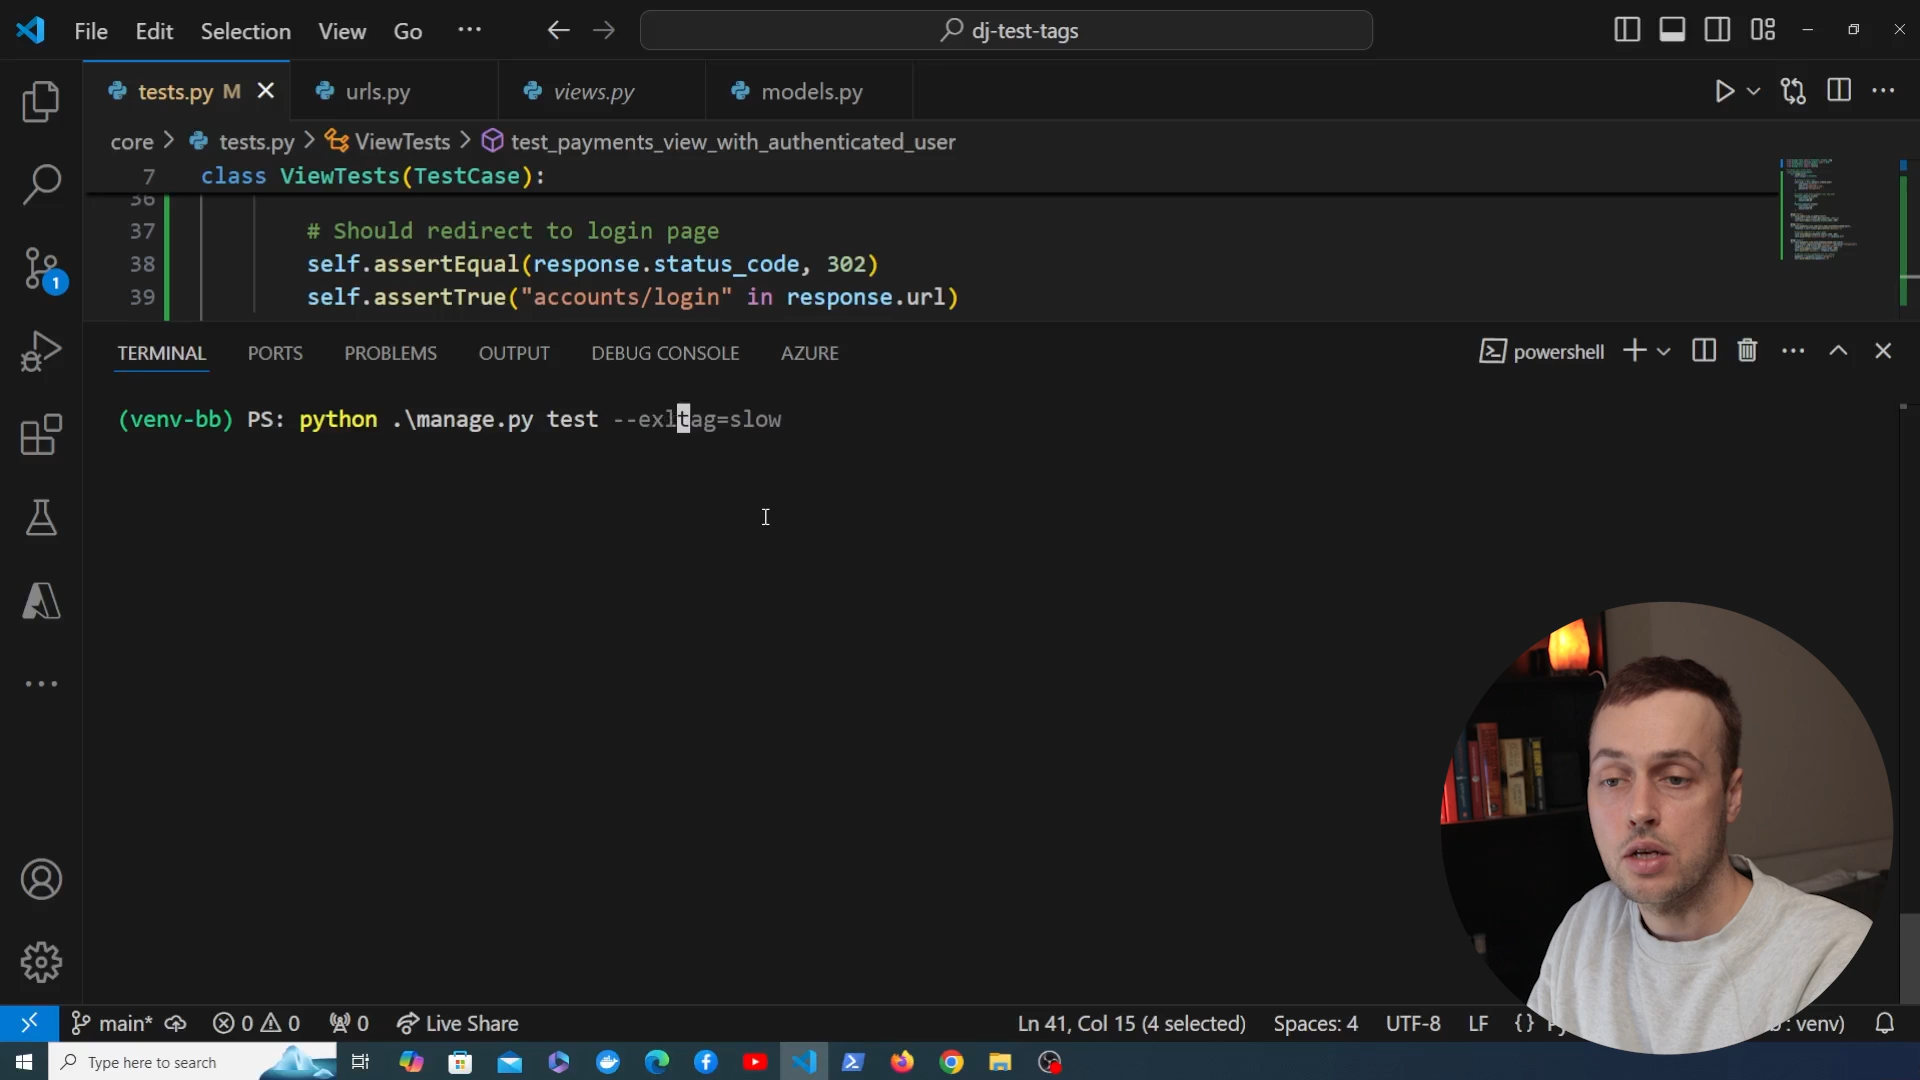 File Edit Selection View Go ··· dj-test-tags
tests.py M urls.py views.py models.py
core > tests.py > ViewTests > test_payments_view_with_authenticated_user
7 class ViewTests(TestCase):
36
37 # Should redirect to login page
38 self.assertEqual(response.status_code, 302)
39 self.assertTrue("accounts/login" in response.url)
TERMINAL PORTS PROBLEMS OUTPUT DEBUG CONSOLE AZURE powershell
(venv-bb) PS: python .\manage.py test --exltag=slow
1
main* 0 0 0 Live Share Ln 41, Col 15 (4 selected) Spaces: 4 UTF-8 LF {} venv)
Type here to search